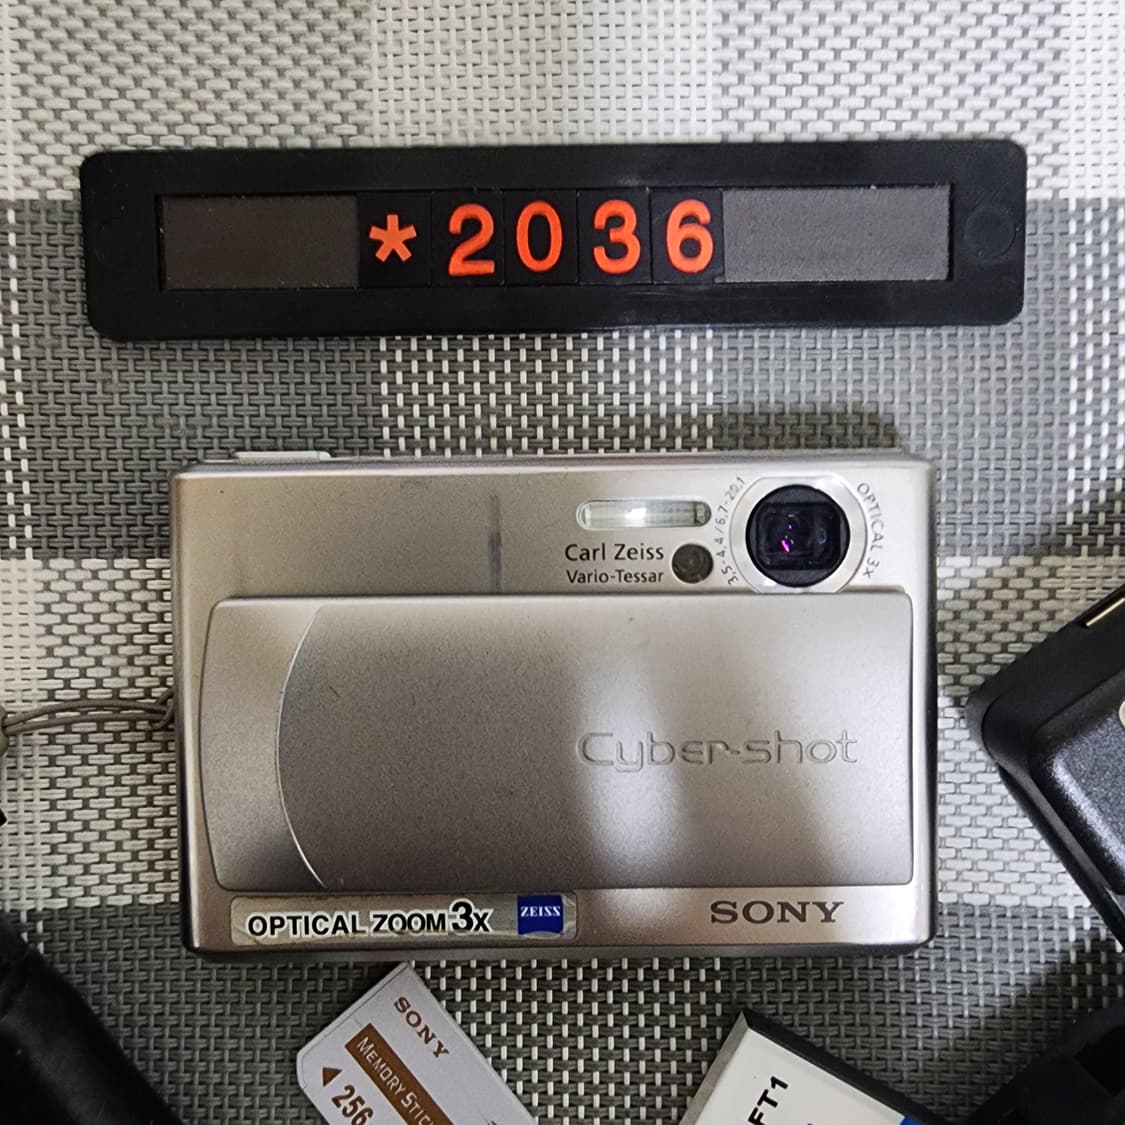 *2036
3,5-4,4 / 6,7-20,1
OPTICAL 3x
Carl Zeiss
Vario-Tessar
Cyber-shot
OPTICAL ZOOM 3X
ZEISS
SONY
SONY
MEMORY STICK
256
FT1